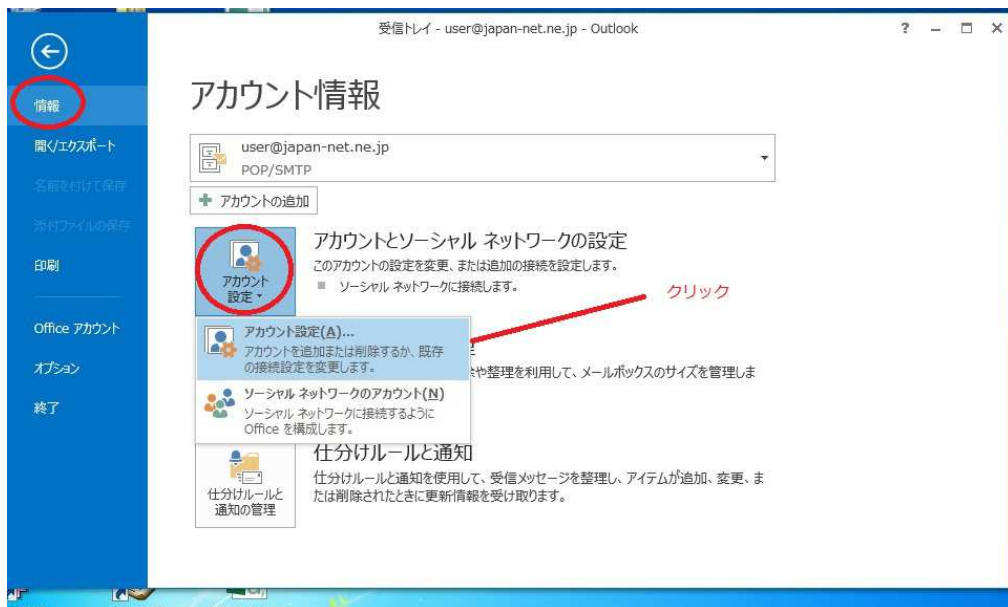 受信トレイ - user@japan-net.ne.jp - Outlook
情報
開く/エクスポート
名前を付けて保存
添付ファイルの保存
印刷
Office アカウント
オプション
終了
アカウント情報
user@japan-net.ne.jp
POP/SMTP
アカウントの追加
アカウント
設定
アカウントとソーシャル ネットワークの設定
このアカウントの設定を変更、または追加の接続を設定します。
ソーシャル ネットワークに接続します。
クリック
アカウント設定(A)...
アカウントを追加または削除するか、既存
の接続設定を変更します。
や整理を利用して、メールボックスのサイズを管理しま
ソーシャル ネットワークのアカウント(N)
ソーシャル ネットワークに接続するように
Office を構成します。
仕分けルールと
通知の管理
仕分けルールと通知
仕分けルールと通知を使用して、受信メッセージを整理し、アイテムが追加、変更、ま
たは削除されたときに更新情報を受け取ります。